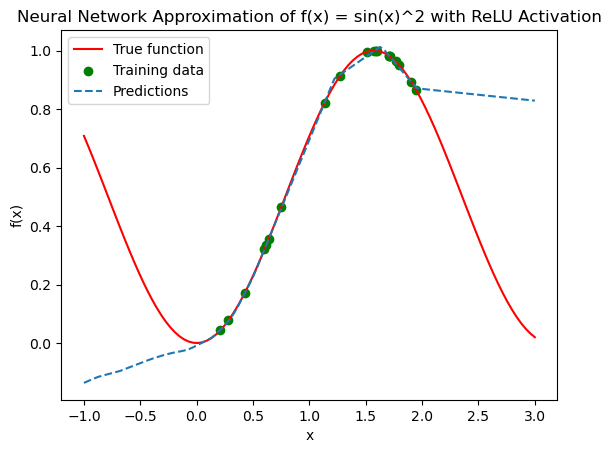 Neural Network Approximation of f(x) = sin(x)^2 with ReLU Activation
True function
Training data
Predictions
f(x)
1.0
0.8
0.6
0.4
0.2
0.0
−1.0 −0.5 0.0 0.5 1.0 1.5 2.0 2.5 3.0
x